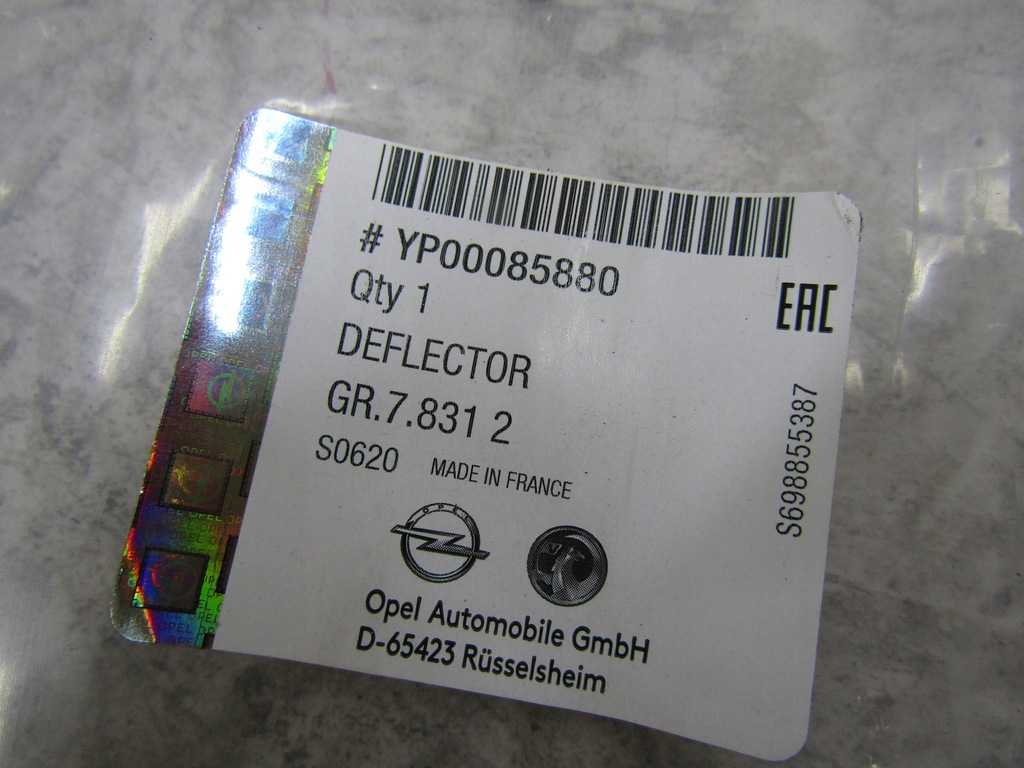 # YP00085880
Qty 1
DEFLECTOR
GR.7.831 2
S0620 MADE IN FRANCE
EAC
S698855387
OPEL
Opel Automobile GmbH
D-65423 Rüsselsheim